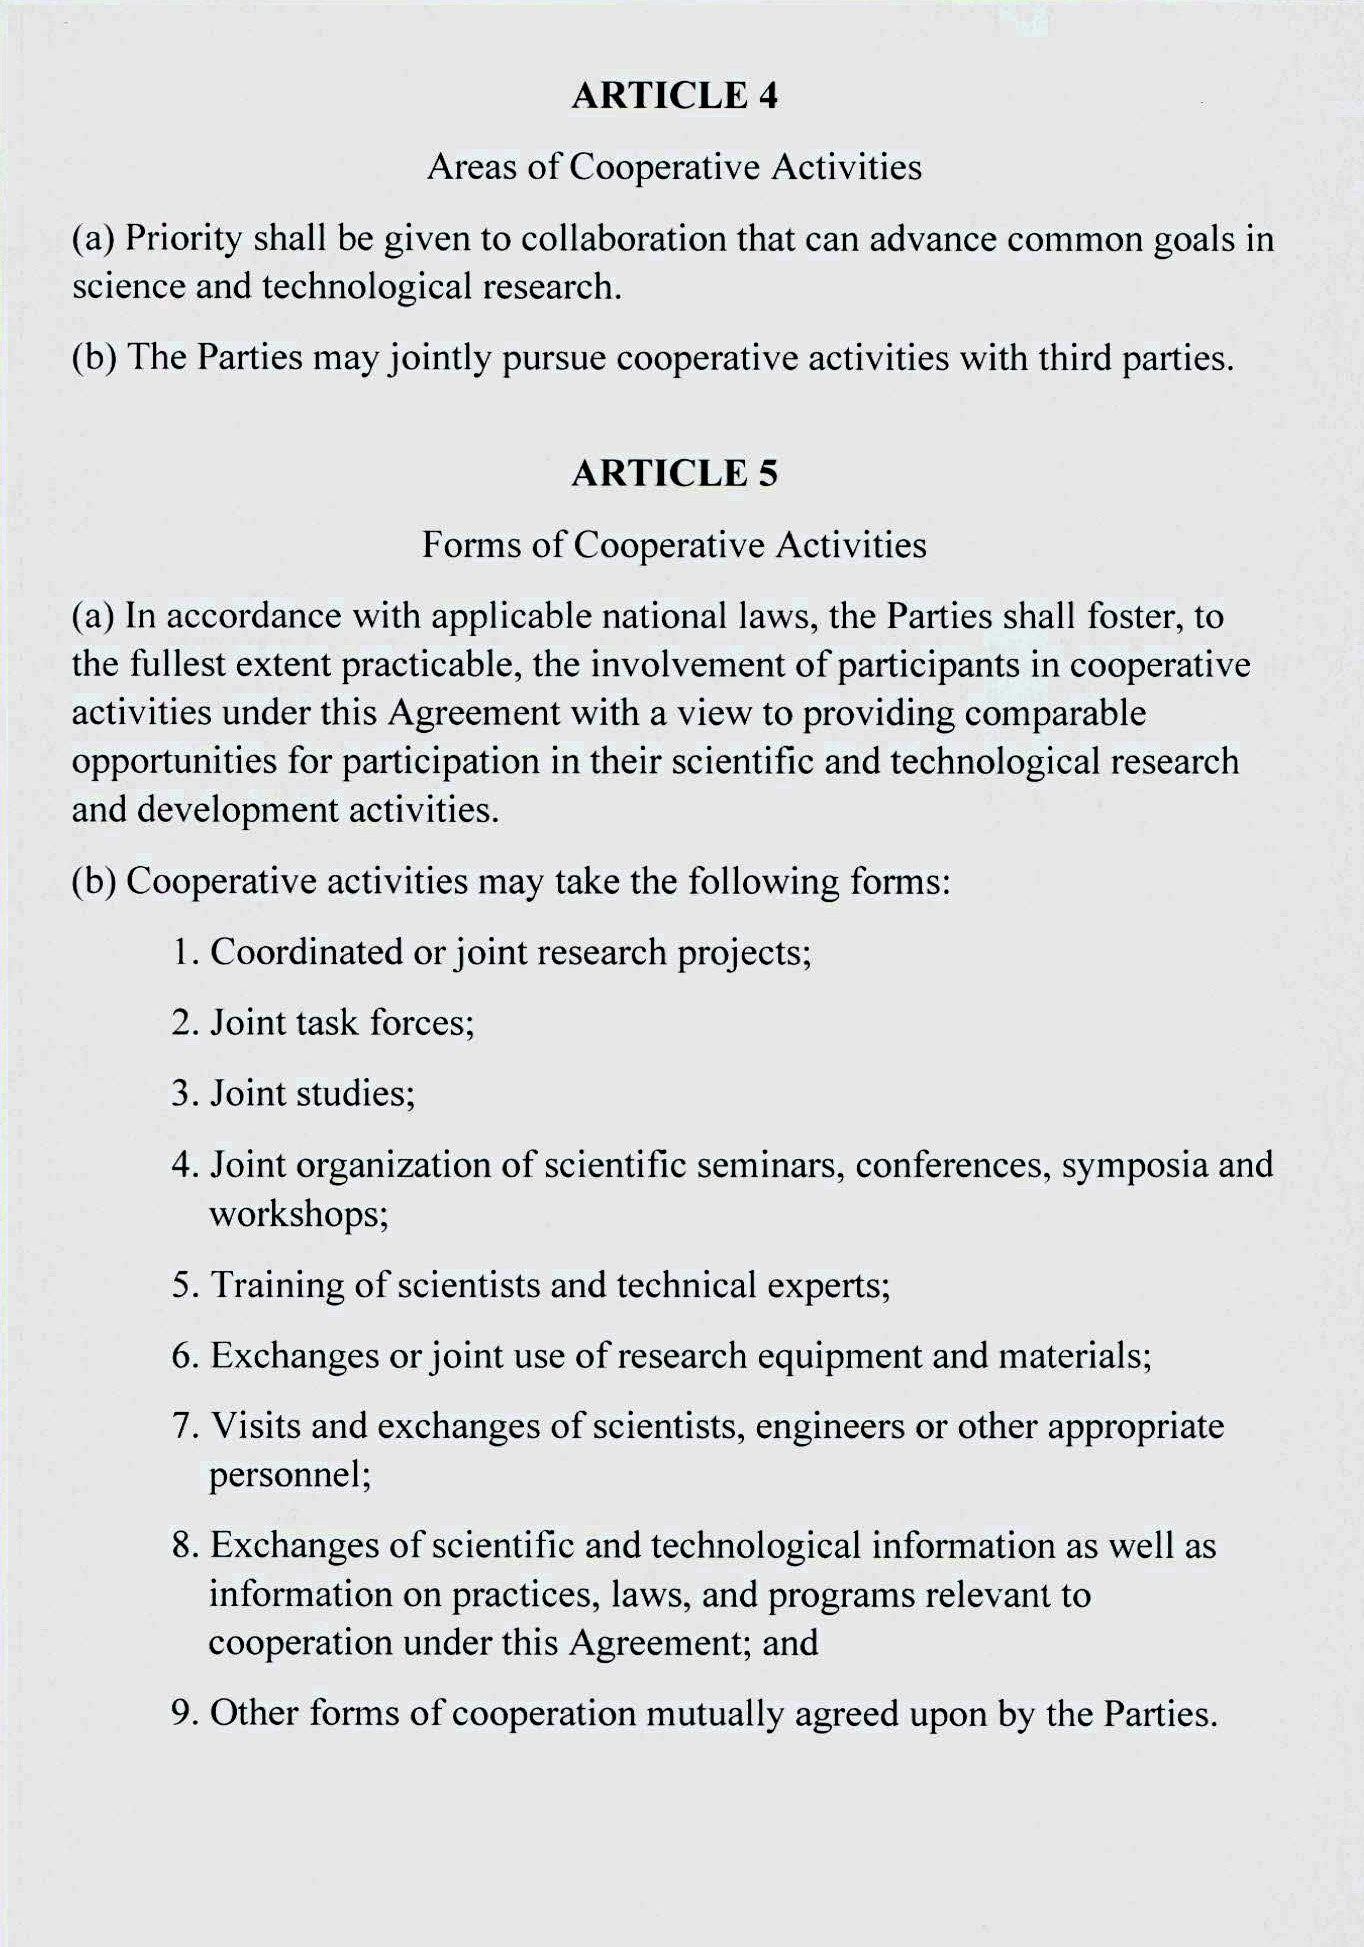 ARTICLE 4
Areas of Cooperative Activities
(a) Priority shall be given to collaboration that can advance common goals in
science and technological research.
(b) The Parties may jointly pursue cooperative activities with third parties.
ARTICLE 5
Forms of Cooperative Activities
(a) In accordance with applicable national laws, the Parties shall foster, to
the fullest extent practicable, the involvement of participants in cooperative
activities under this Agreement with a view to providing comparable
opportunities for participation in their scientific and technological research
and development activities.
(b) Cooperative activities may take the following forms:
1. Coordinated or joint research projects;
2. Joint task forces;
3. Joint studies;
4. Joint organization of scientific seminars, conferences, symposia and
workshops;
5. Training of scientists and technical experts;
6. Exchanges or joint use of research equipment and materials;
7. Visits and exchanges of scientists, engineers or other appropriate
personnel;
8. Exchanges of scientific and technological information as well as
information on practices, laws, and programs relevant to
cooperation under this Agreement; and
9. Other forms of cooperation mutually agreed upon by the Parties.